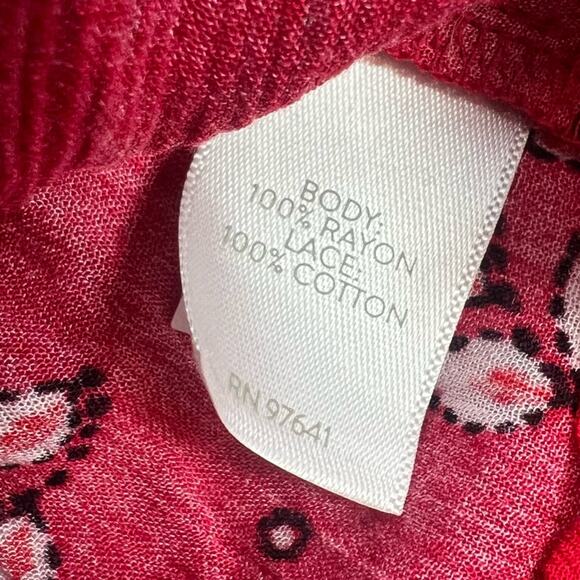 BODY:
100% RAYON
LACE:
100% COTTON
RN 97641